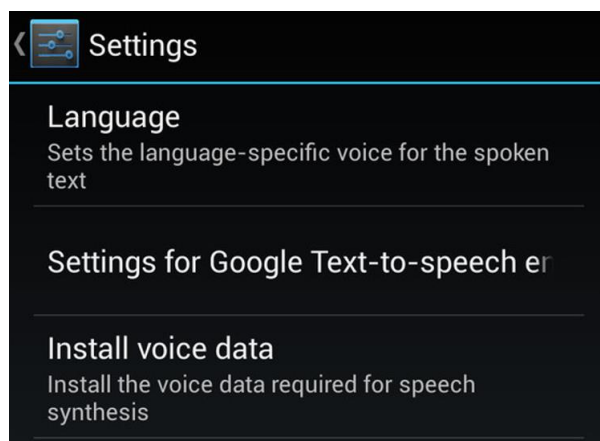 Settings
Language
Sets the language-specific voice for the spoken
text
Settings for Google Text-to-speech en
Install voice data
Install the voice data required for speech
synthesis